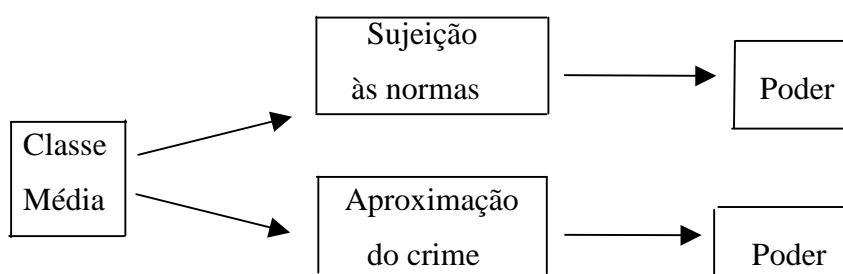 Sujeição
às normas
Poder
Classe
Média
Aproximação
do crime
Poder